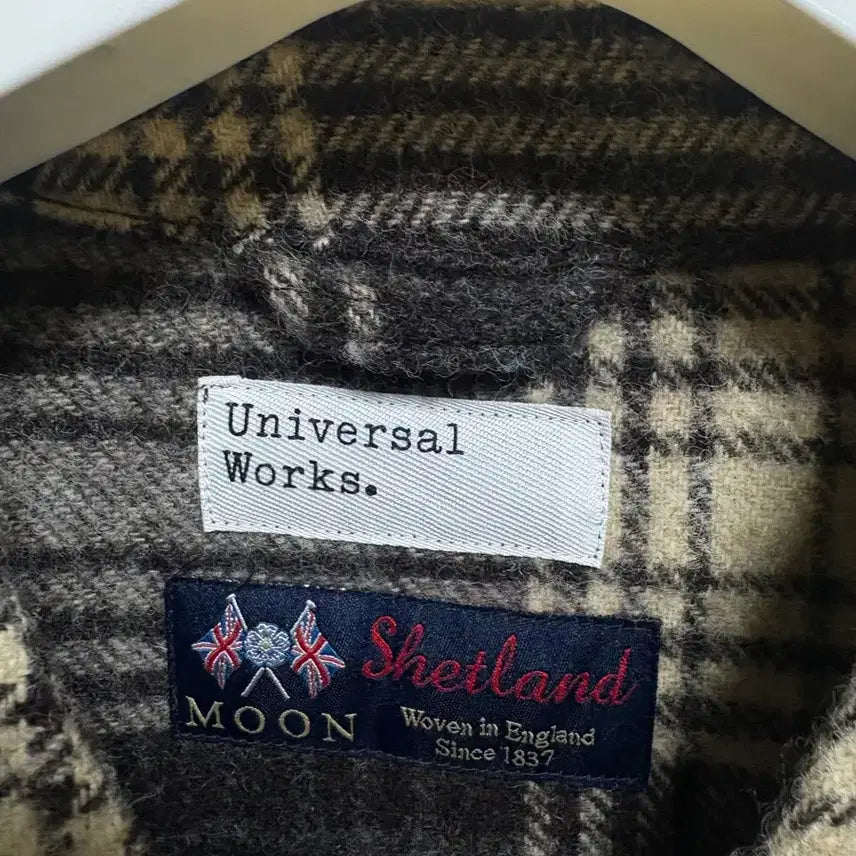 Universal
Works.
Shetland
MOON
Woven in England
Since 1837